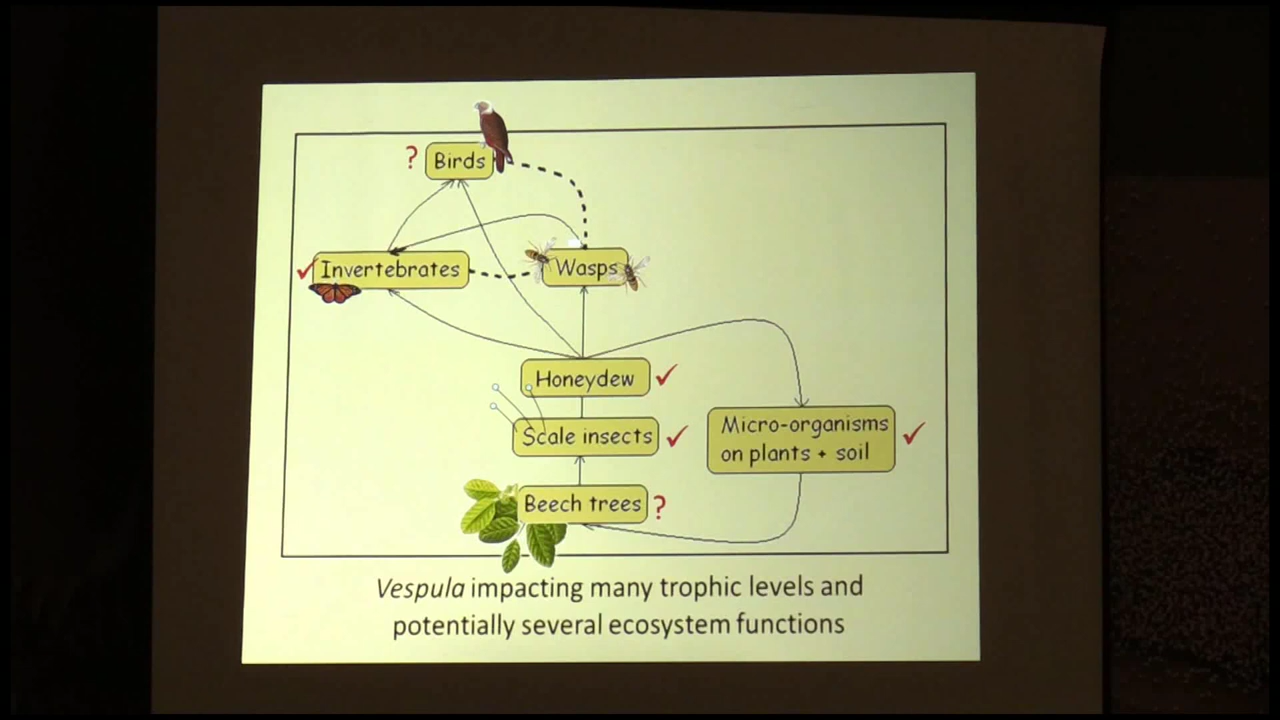 ? Birds
Invertebrates
Wasps
Honeydew
Scale insects
Micro-organisms
on plants + soil
Beech trees ?
Vespula impacting many trophic levels and
potentially several ecosystem functions